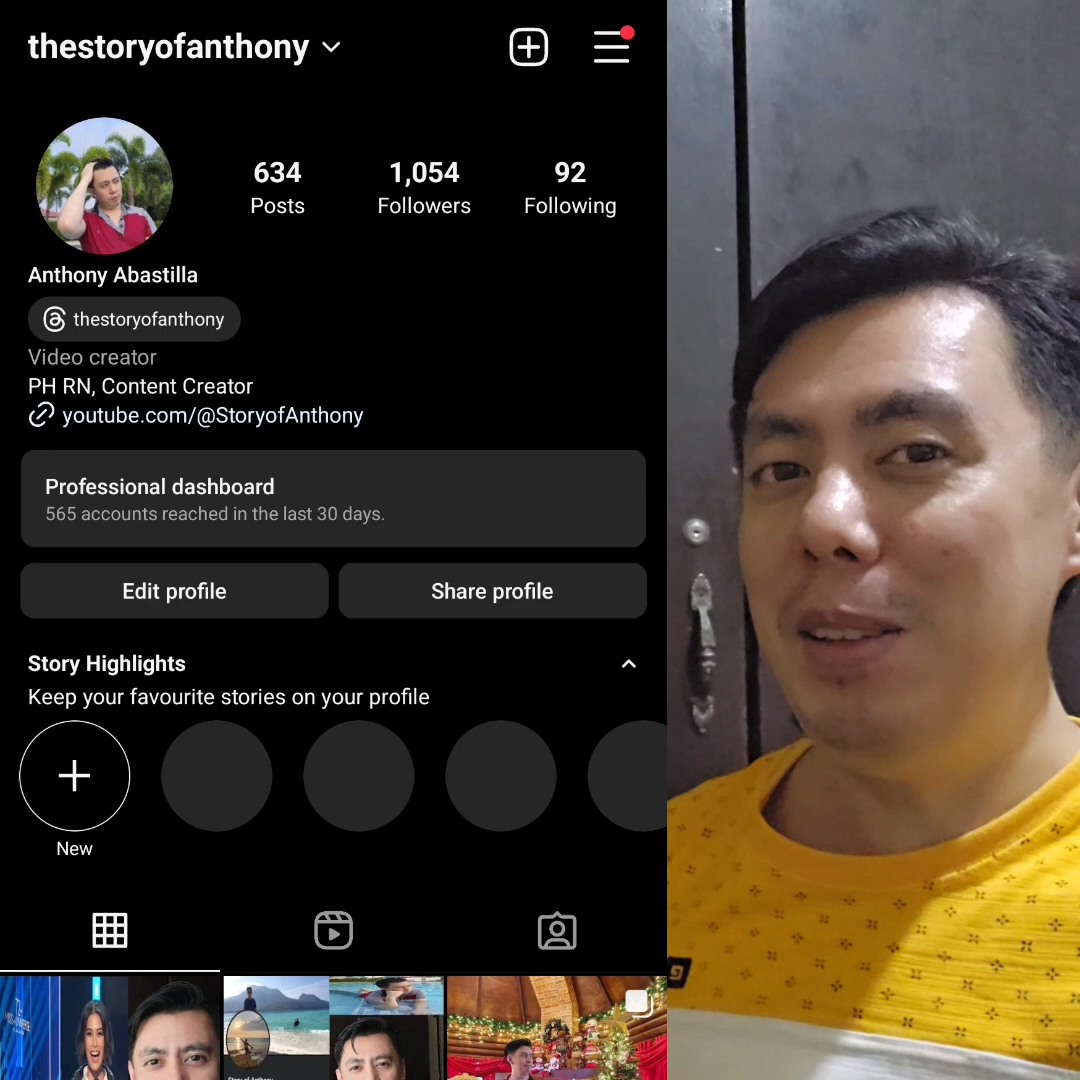 thestoryofanthony
634
1,054
92
Posts
Followers
Following
Anthony Abastilla
thestoryofanthony
Video creator
PH RN, Content Creator
youtube.com/@StoryofAnthony
Professional dashboard
565 accounts reached in the last 30 days.
Edit profile
Share profile
Story Highlights
Keep your favourite stories on your profile
New